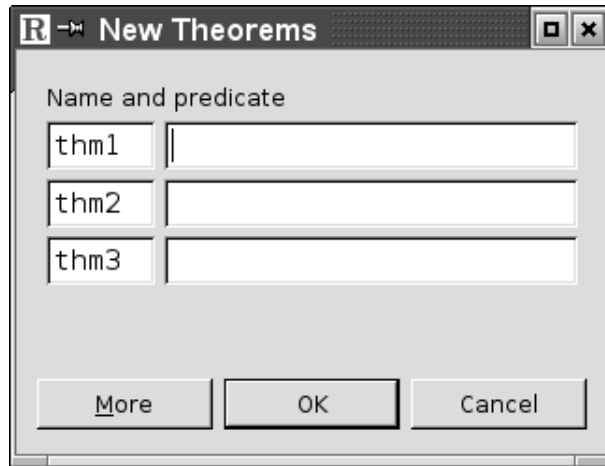 R New Theorems
Name and predicate
thm1
thm2
thm3
More OK Cancel